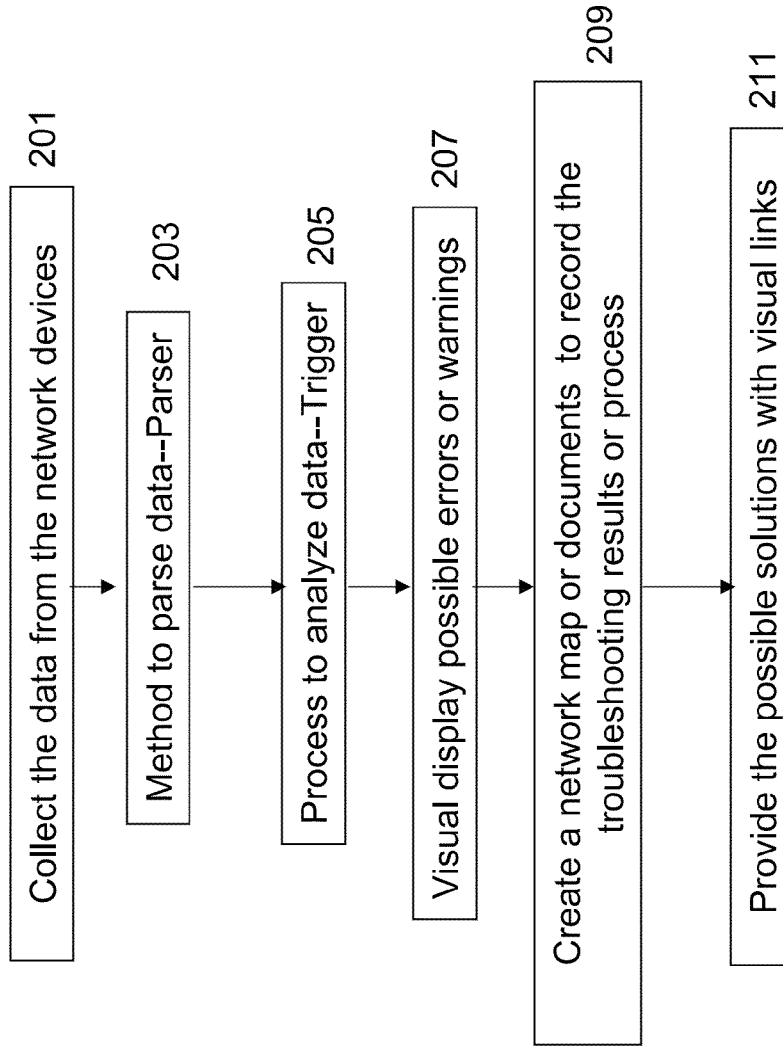 Collect the data from the network devices
201
Method to parse data--Parser
203
Process to analyze data--Trigger
205
Visual display possible errors or warnings
207
Create a network map or documents to record the
troubleshooting results or process
209
Provide the possible solutions with visual links
211